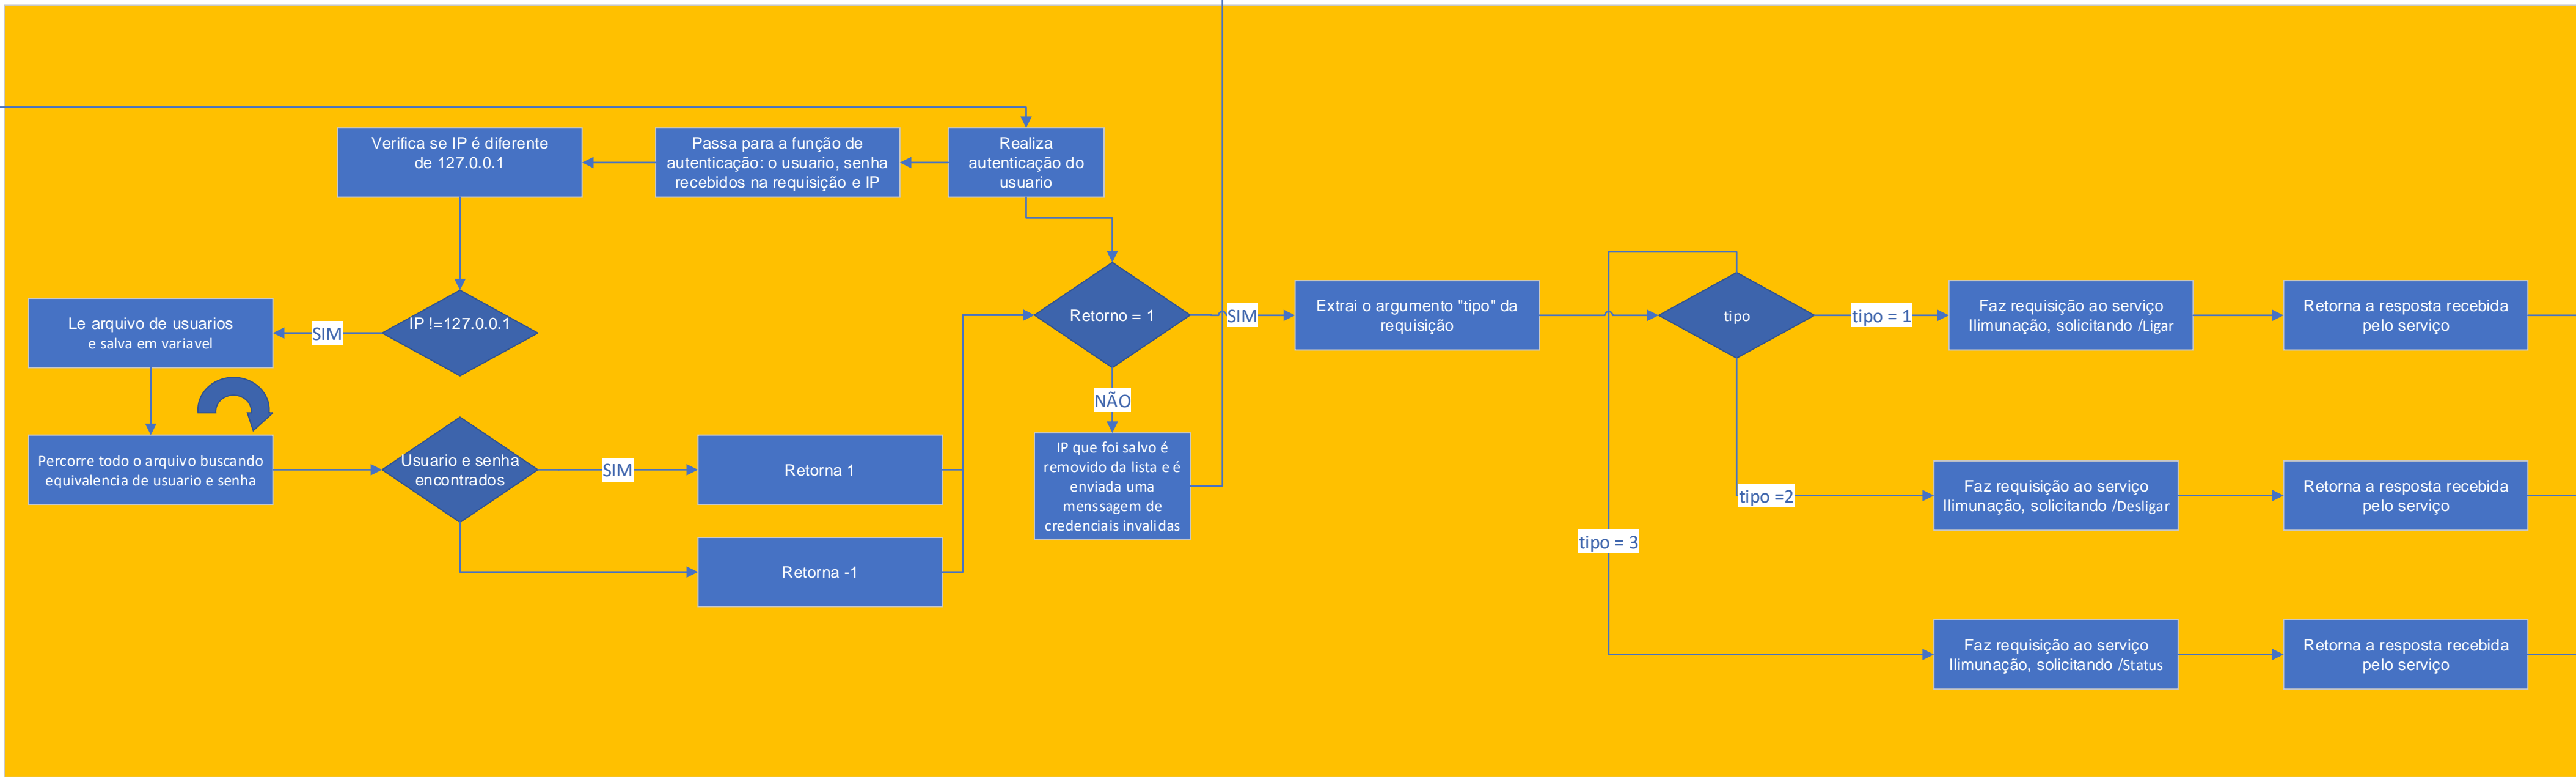 Verifica se IP é diferente
de 127.0.0.1
Passa para a função de
autenticação: o usuario, senha
recebidos na requisição e IP
Realiza
autenticação do
usuario
Le arquivo de usuarios
e salva em variavel
SIM
IP !=127.0.0.1
Retorno = 1
SIM
Extrai o argumento "tipo" da
requisição
tipo
tipo = 1
Faz requisição ao serviço
Ilimunação, solicitando /Ligar
Retorna a resposta recebida
pelo serviço
NÃO
Percorre todo o arquivo buscando
equivalencia de usuario e senha
Usuario e senha
encontrados
SIM
Retorna 1
IP que foi salvo é
removido da lista e é
enviada uma
menssagem de
credenciais invalidas
tipo =2
Faz requisição ao serviço
Ilimunação, solicitando /Desligar
Retorna a resposta recebida
pelo serviço
Retorna -1
tipo = 3
Faz requisição ao serviço
Ilimunação, solicitando /Status
Retorna a resposta recebida
pelo serviço